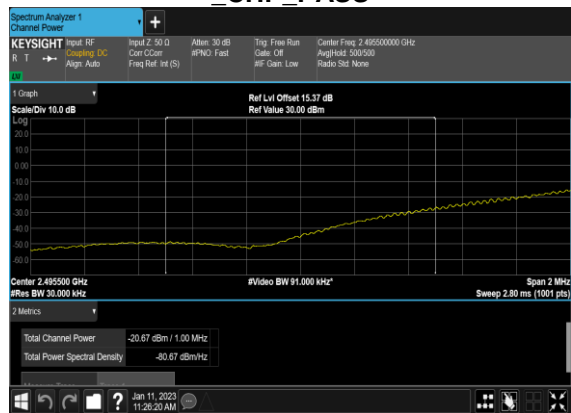 _CHP_PASS
Spectrum Analyzer 1
Channel Power
+
KEYSIGHT
R T
LU
Input: RF
Coupling: DC
Align: Auto
Input Z: 50 Ω
Corr CCorr
Freq Ref: Int (S)
Atten: 30 dB
#PNO: Fast
Trig: Free Run
Gate: Off
#IF Gain: Low
Center Freq: 2.495500000 GHz
Avg|Hold: 500/500
Radio Std: None
1 Graph
Scale/Div 10.0 dB
Ref Lvl Offset 15.37 dB
Ref Value 30.00 dBm
Log
20.0
10.0
0.00
-10.0
-20.0
-30.0
-40.0
-50.0
-60.0
Center 2.495500 GHz
#Res BW 30.000 kHz
#Video BW 91.000 kHz*
Span 2 MHz
Sweep 2.80 ms (1001 pts)
2 Metrics
Total Channel Power -20.67 dBm / 1.00 MHz
Total Power Spectral Density -80.67 dBm/Hz
?
Jan 11, 2023
11:26:20 AM